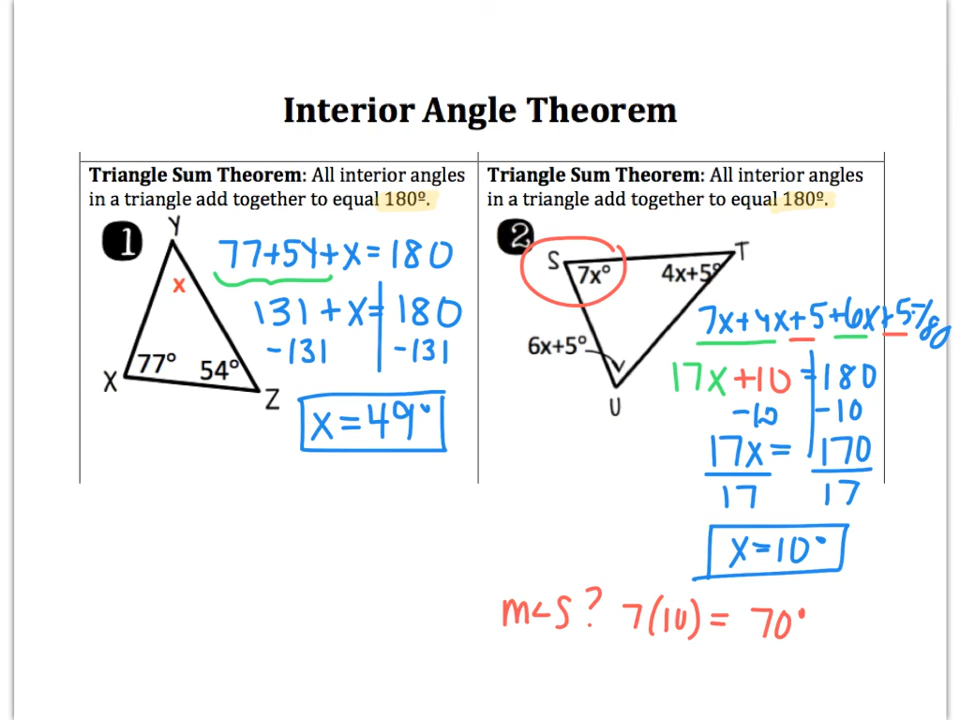 Interior Angle Theorem
Triangle Sum Theorem: All interior angles
in a triangle add together to equal 180º.
1
Y
x
77°
54°
X
Z
77+54+x=180
131+x=180
-131 -131
x=49°
Triangle Sum Theorem: All interior angles
in a triangle add together to equal 180º.
2
S
T
7x°
4x+5°
6x+5°
U
7x+4x+5+6x+5=180
17x+10=180
-10 -10
17x=170
17 17
x=10°
m<S? 7(10)=70°